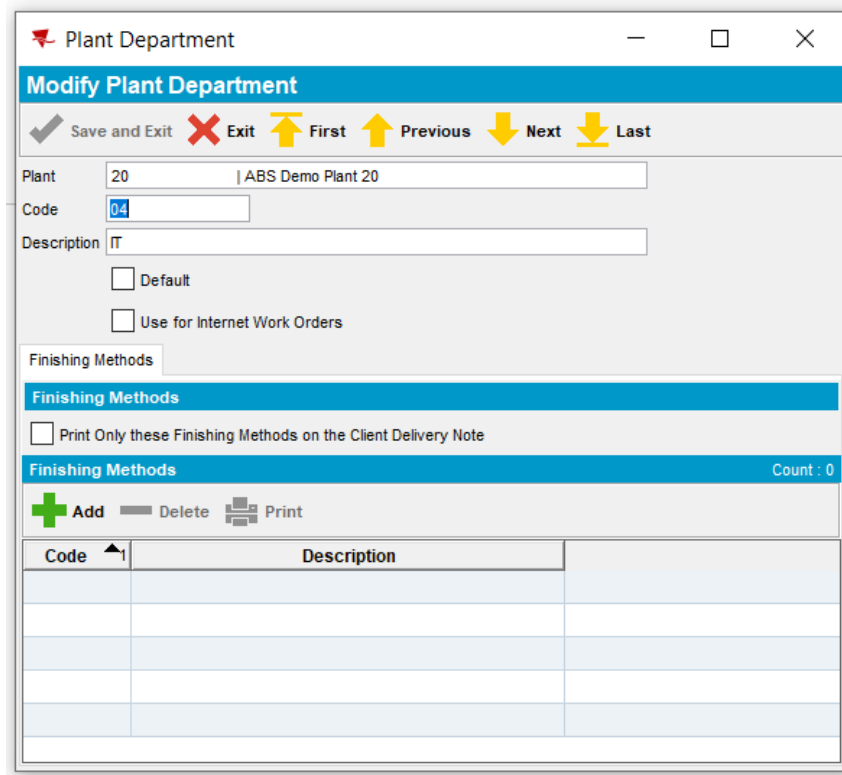 Plant Department
Modify Plant Department
Save and Exit Exit First Previous Next Last
Plant 20 | ABS Demo Plant 20
Code 04
Description IT
Default
Use for Internet Work Orders
Finishing Methods
Finishing Methods
Print Only these Finishing Methods on the Client Delivery Note
Finishing Methods Count : 0
Add Delete Print
Code 1 Description